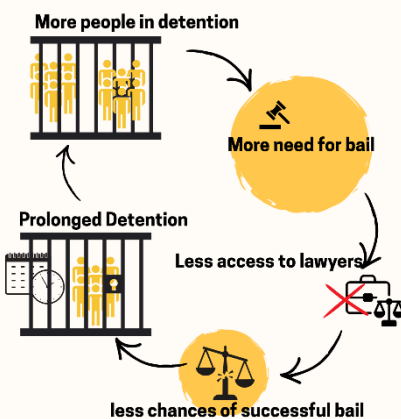 More people in detention
More need for bail
Less access to lawyers
less chances of successful bail
Prolonged Detention